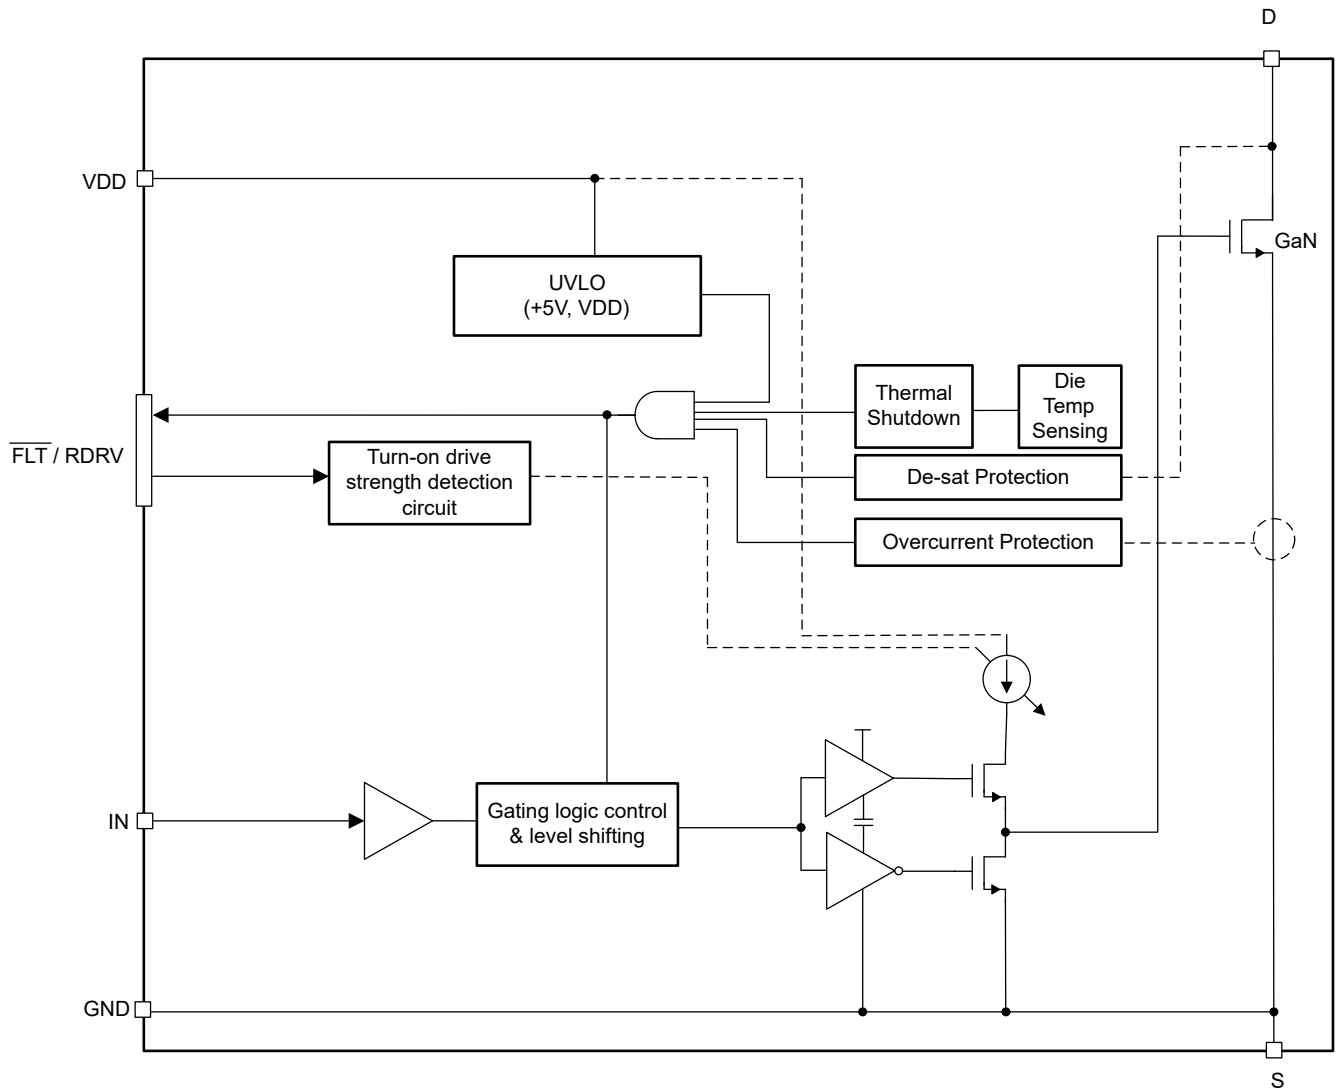 D
VDD
GaN
UVLO
(+5V, VDD)
Thermal
Shutdown
Die
Temp
Sensing
FLT / RDRV
Turn-on drive
strength detection
circuit
De-sat Protection
Overcurrent Protection
IN
Gating logic control
& level shifting
GND
S